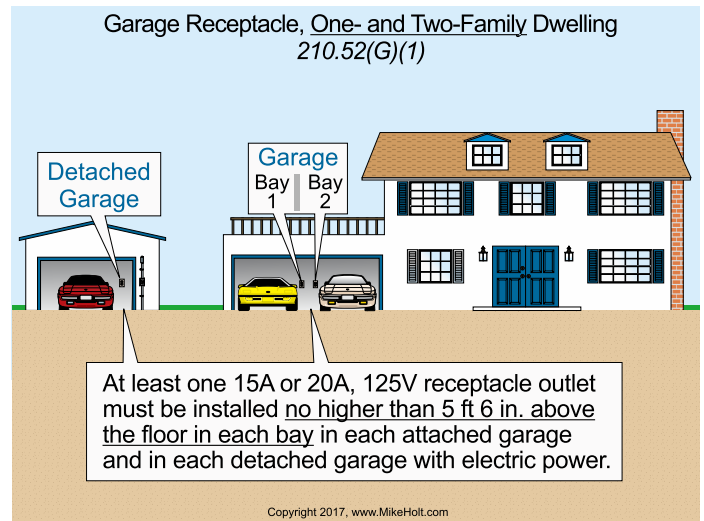 Garage Receptacle, One- and Two-Family Dwelling
210.52(G)(1)
Detached
Garage
Garage
Bay 1
Bay 2
At least one 15A or 20A, 125V receptacle outlet
must be installed no higher than 5 ft 6 in. above
the floor in each bay in each attached garage
and in each detached garage with electric power.
Copyright 2017, www.MikeHolt.com